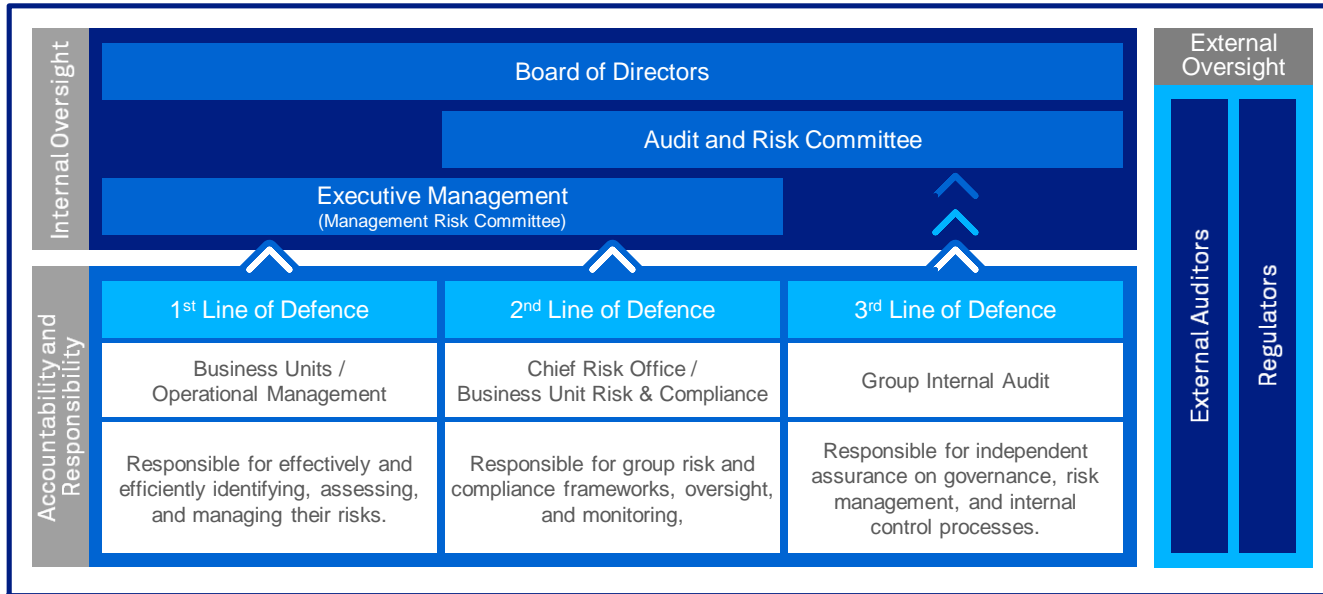 Internal Oversight
Board of Directors
Audit and Risk Committee
Executive Management
(Management Risk Committee)
Accountability and
Responsibility
1st Line of Defence
2nd Line of Defence
3rd Line of Defence
Business Units /
Operational Management
Chief Risk Office /
Business Unit Risk & Compliance
Group Internal Audit
Responsible for effectively and
efficiently identifying, assessing,
and managing their risks.
Responsible for group risk and
compliance frameworks, oversight,
and monitoring,
Responsible for independent
assurance on governance, risk
management, and internal
control processes.
External
Oversight
External Auditors
Regulators